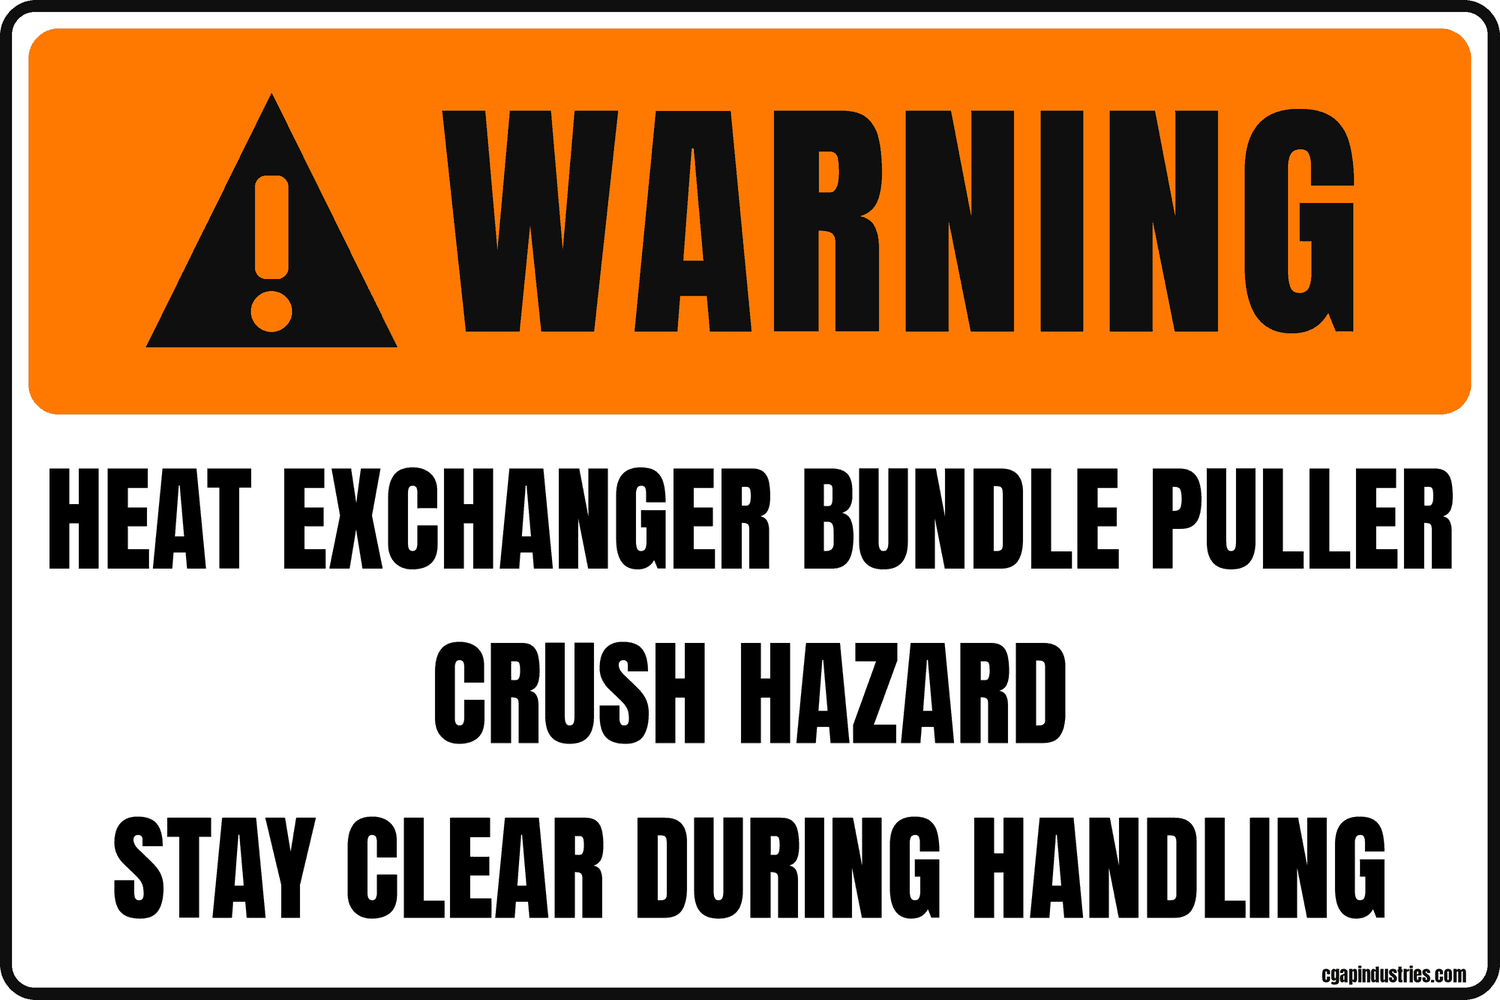 WARNING
HEAT EXCHANGER BUNDLE PULLER
CRUSH HAZARD
STAY CLEAR DURING HANDLING
cgapindustries.com